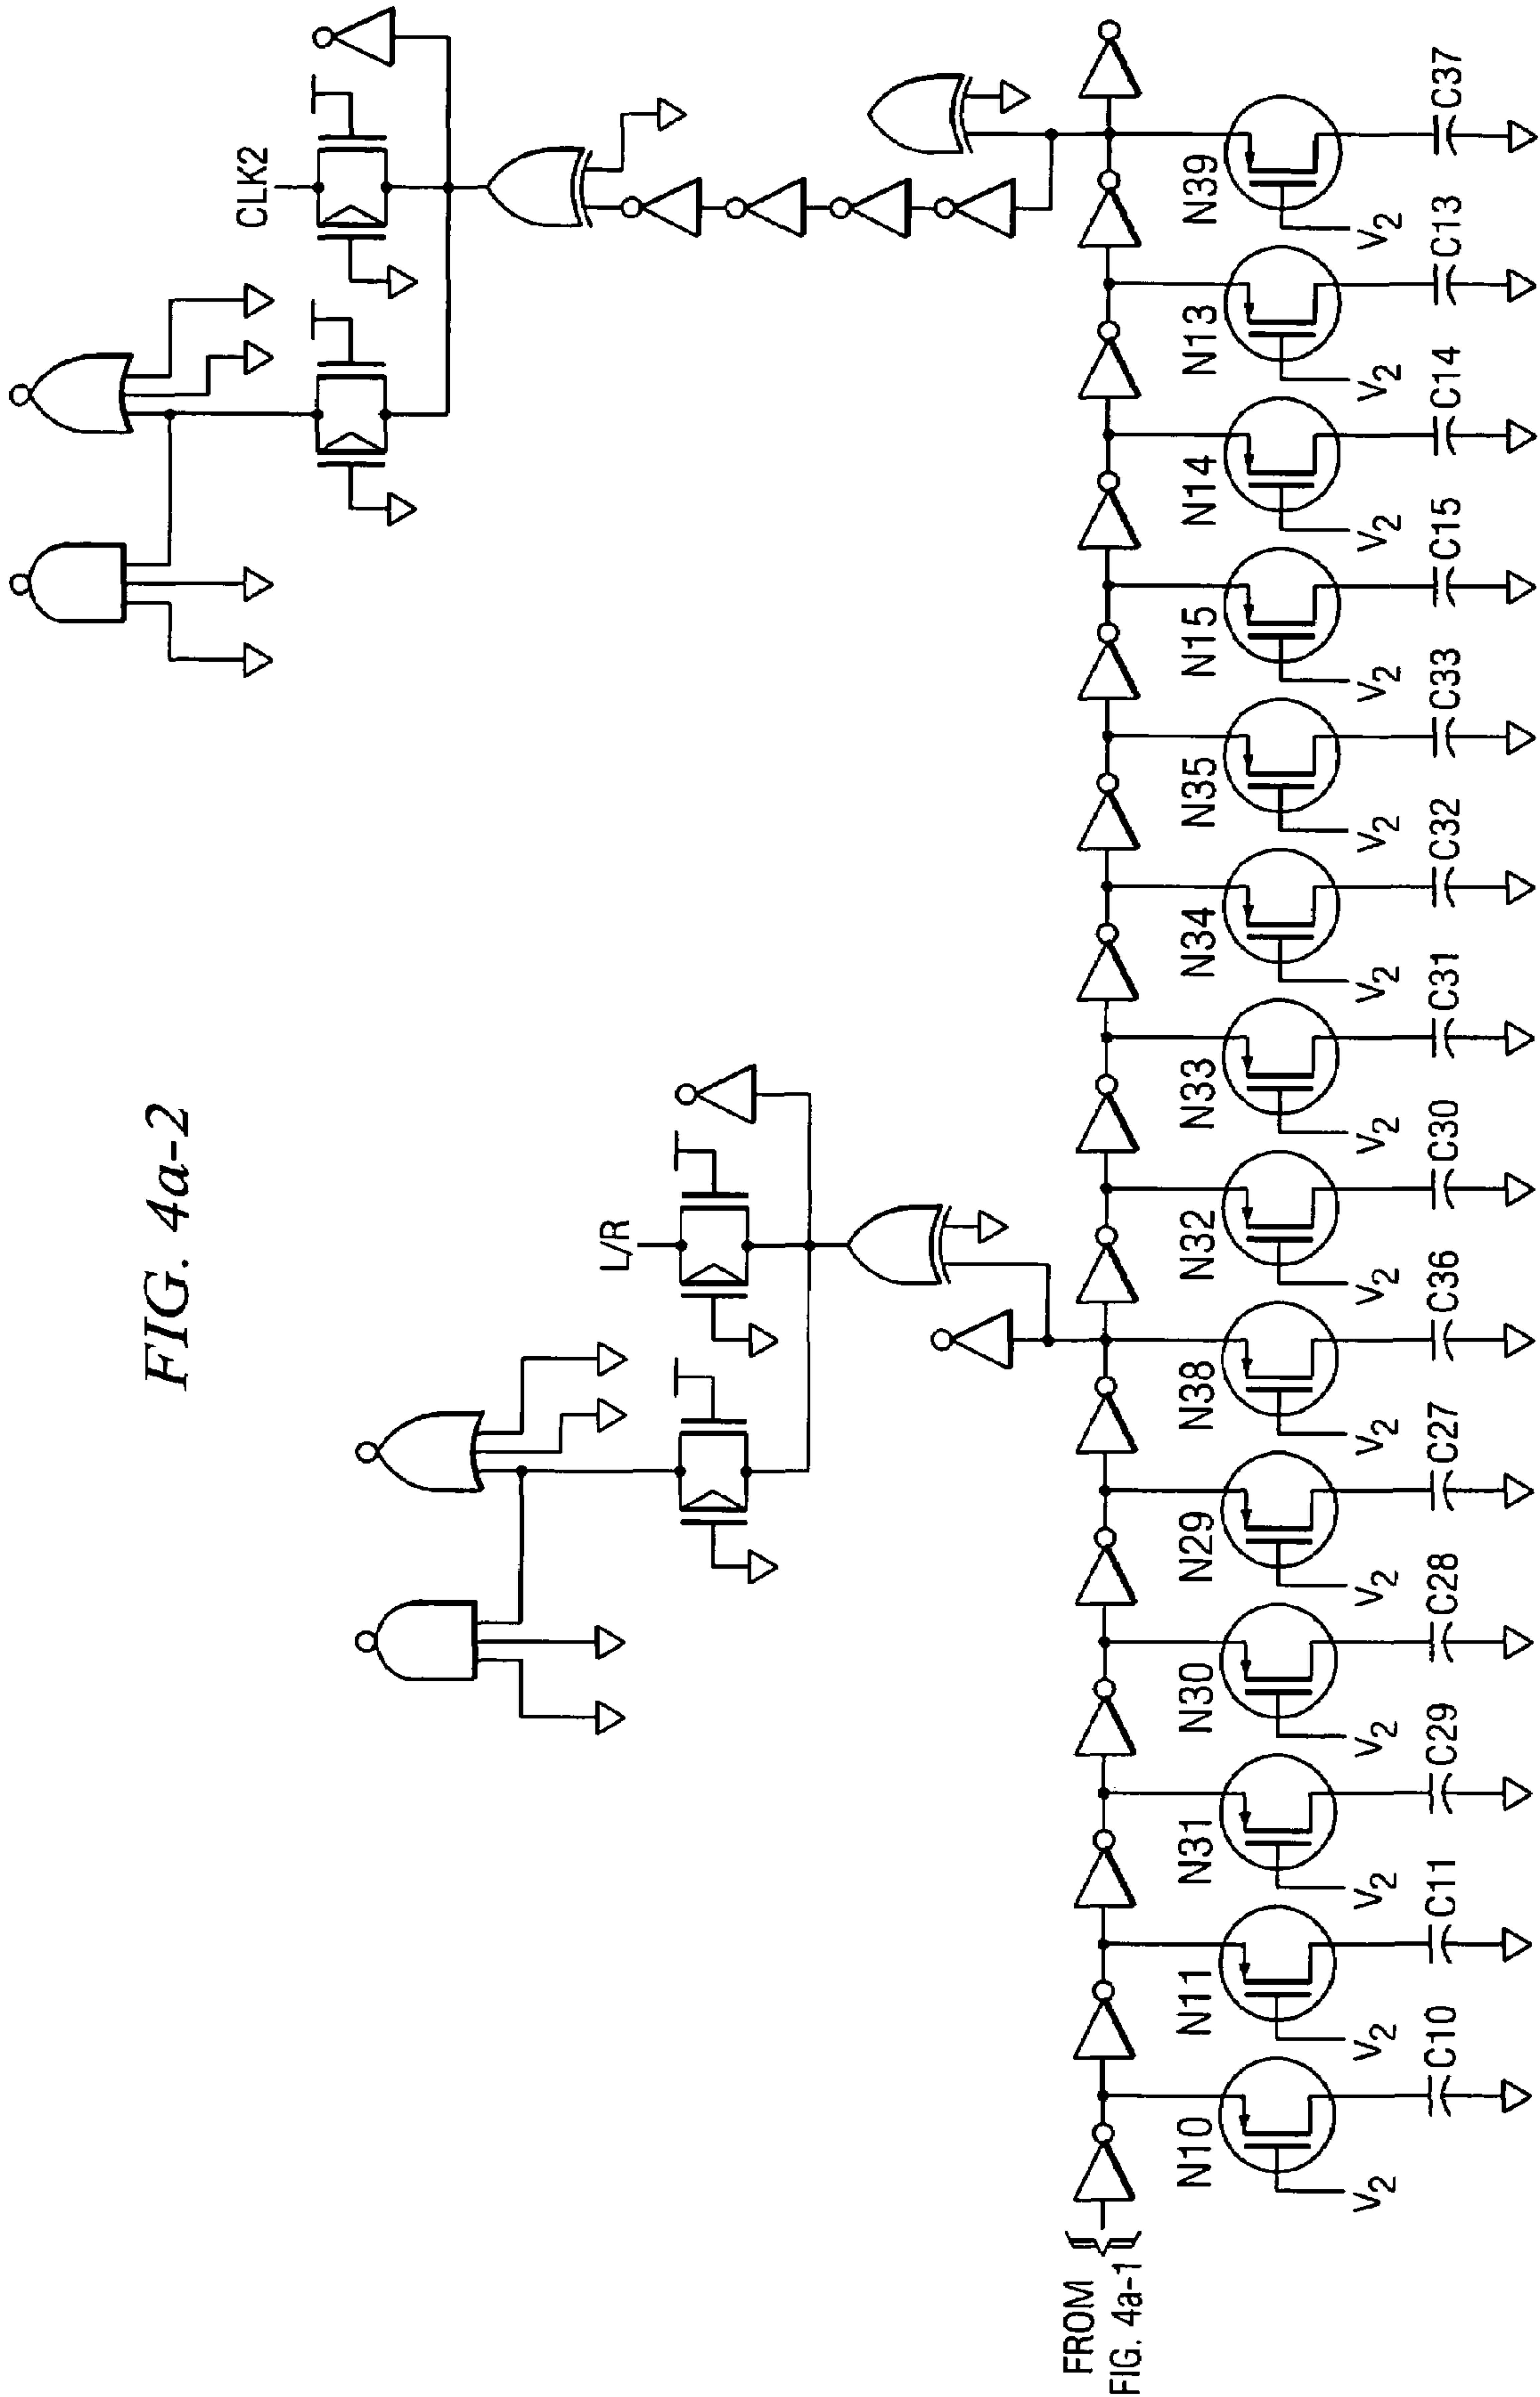 FIG. 4a-2
CLK2
L/R
FROM
FIG. 4a-1
N10
N11
N31
N30
N29
N38
N32
N33
N34
N35
N15
N14
N13
N39
V2
V2
V2
V2
V2
V2
V2
V2
V2
V2
V2
V2
V2
V2
C10
C11
C29
C28
C27
C36
C30
C31
C32
C33
C15
C14
C13
C37